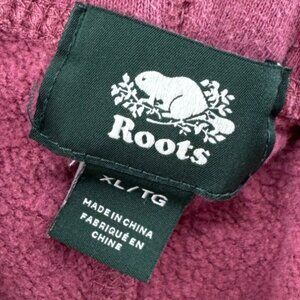 Roots
XL/TG
MADE IN CHINA
FABRIQUÉ EN
CHINE